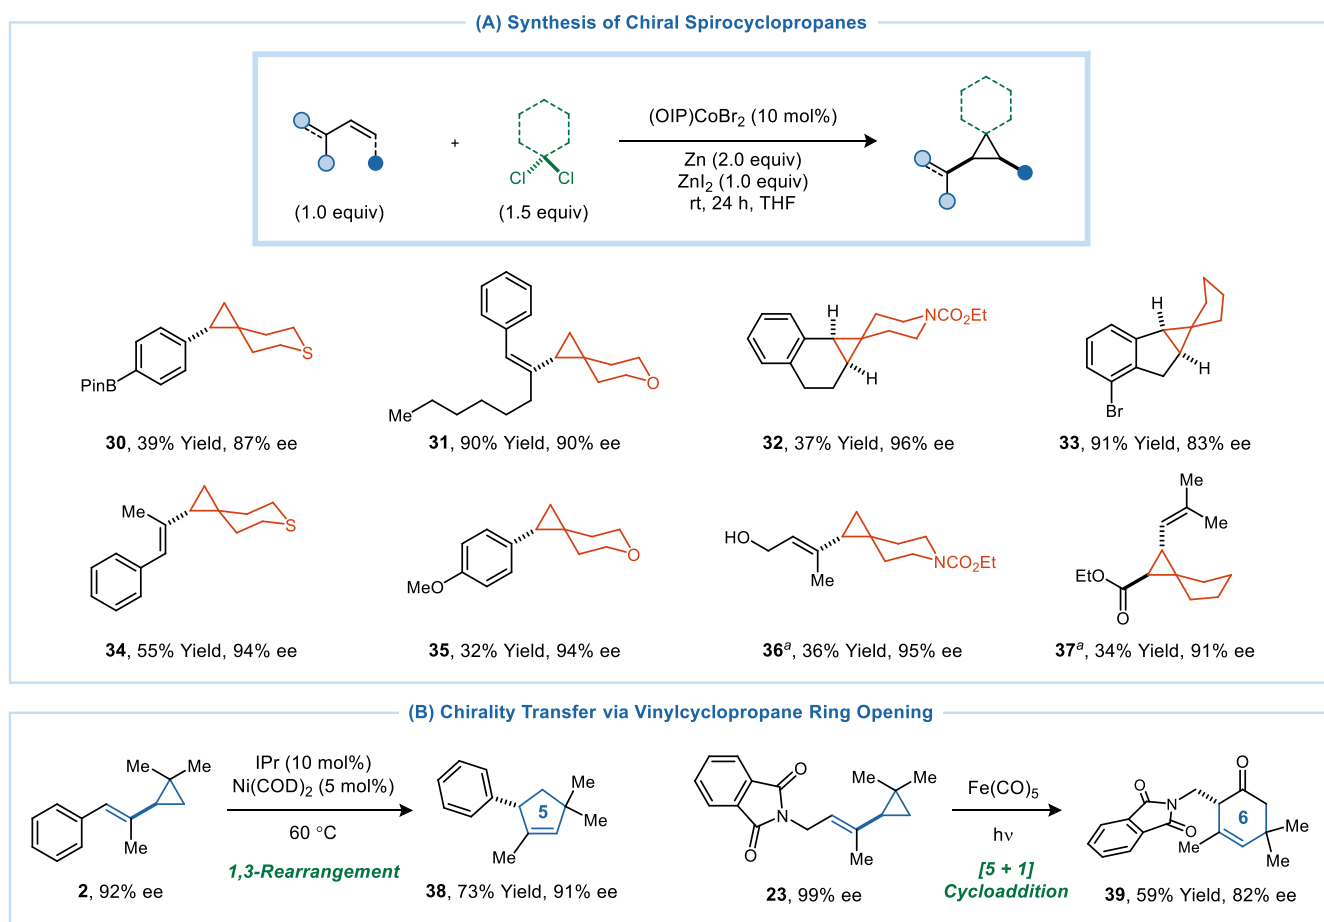 (A) Synthesis of Chiral Spirocyclopropanes
+
Cl Cl
(1.0 equiv)
(1.5 equiv)
(OIP)CoBr2 (10 mol%)
Zn (2.0 equiv)
ZnI2 (1.0 equiv)
rt, 24 h, THF
PinB
S
30, 39% Yield, 87% ee
Me
O
31, 90% Yield, 90% ee
H
H
NCO2Et
32, 37% Yield, 96% ee
H
H
Br
33, 91% Yield, 83% ee
Me
S
34, 55% Yield, 94% ee
MeO
O
35, 32% Yield, 94% ee
HO
Me
NCO2Et
36a, 36% Yield, 95% ee
Me
Me
EtO
O
37a, 34% Yield, 91% ee
(B) Chirality Transfer via Vinylcyclopropane Ring Opening
Me Me
Me
2, 92% ee
IPr (10 mol%)
Ni(COD)2 (5 mol%)
60 °C
1,3-Rearrangement
5
Me
Me
Me
38, 73% Yield, 91% ee
O
N
O
Me Me
Me
23, 99% ee
Fe(CO)5
hν
[5 + 1]
Cycloaddition
O
O
N
O
6
Me
Me
Me
39, 59% Yield, 82% ee